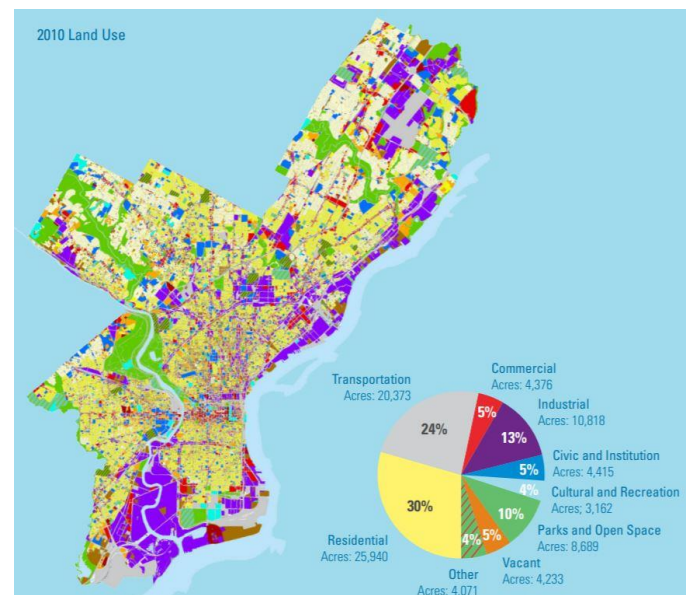 2010 Land Use
Commercial
Acres: 4,376
Transportation
Acres: 20,373
Industrial
Acres: 10,818
5%
24%
13%
Civic and Institution
Acres: 4,415
5%
4%
Cultural and Recreation
Acres: 3,162
30%
10%
Parks and Open Space
Acres: 8,689
Residential
Acres: 25,940
4%
5%
Vacant
Acres: 4,233
Other
Acres: 4,071